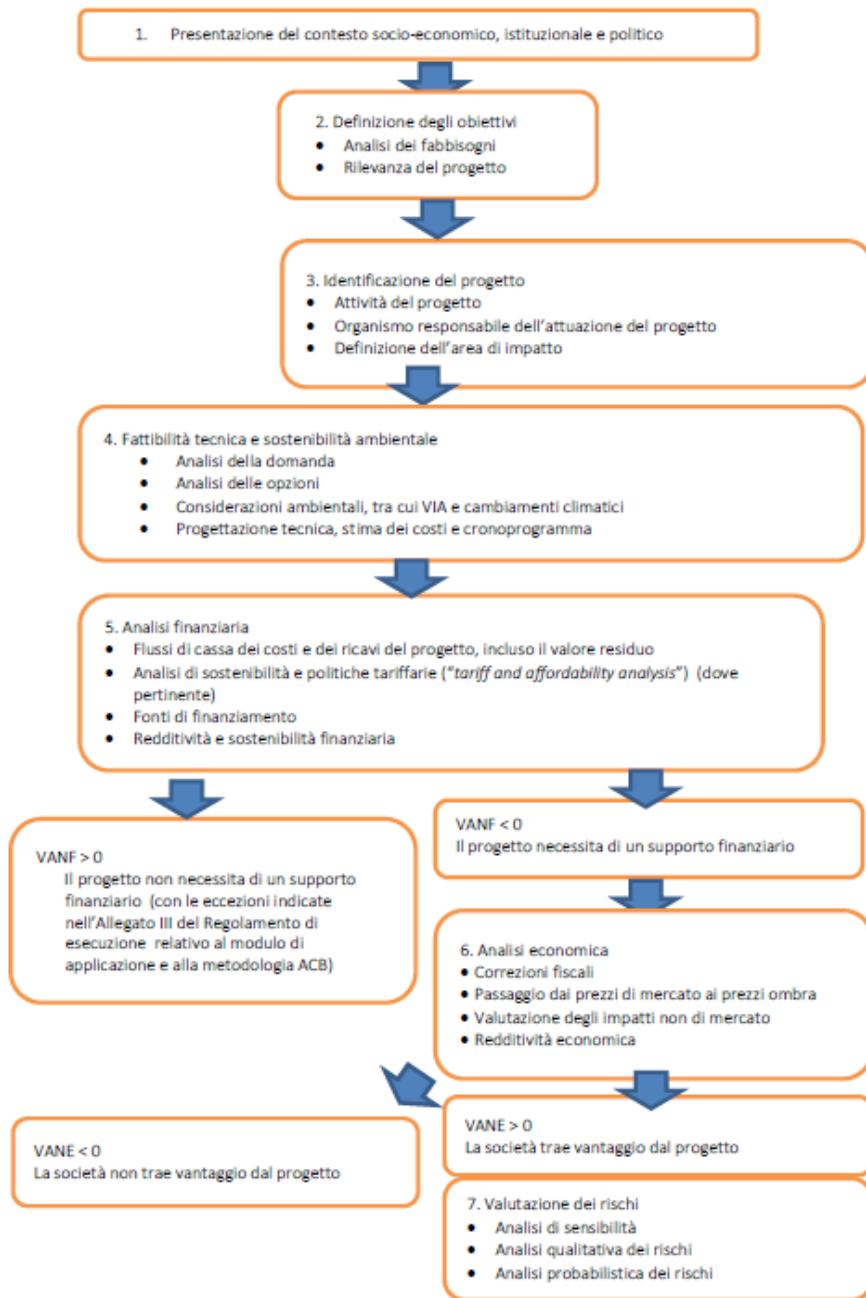 1. Presentazione del contesto socio-economico, istituzionale e politico
2. Definizione degli obiettivi
• Analisi dei fabbisogni
• Rilevanza del progetto
3. Identificazione del progetto
• Attività del progetto
• Organismo responsabile dell'attuazione del progetto
• Definizione dell'area di impatto
4. Fattibilità tecnica e sostenibilità ambientale
• Analisi della domanda
• Analisi delle opzioni
• Considerazioni ambientali, tra cui VIA e cambiamenti climatici
• Progettazione tecnica, stima dei costi e cronoprogramma
5. Analisi finanziaria
• Flussi di cassa dei costi e dei ricavi del progetto, incluso il valore residuo
• Analisi di sostenibilità e politiche tariffarie ("tariff and affordability analysis") (dove
pertinente)
• Fonti di finanziamento
• Redditività e sostenibilità finanziaria
VANF > 0
Il progetto non necessita di un supporto
finanziario (con le eccezioni indicate
nell'Allegato III del Regolamento di
esecuzione relativo al modulo di
applicazione e alla metodologia ACB)
VANF < 0
Il progetto necessita di un supporto finanziario
6. Analisi economica
• Correzioni fiscali
• Passaggio dai prezzi di mercato ai prezzi ombra
• Valutazione degli impatti non di mercato
• Redditività economica
VANE < 0
La società non trae vantaggio dal progetto
VANE > 0
La società trae vantaggio dal progetto
7. Valutazione dei rischi
• Analisi di sensibilità
• Analisi qualitativa dei rischi
• Analisi probabilistica dei rischi